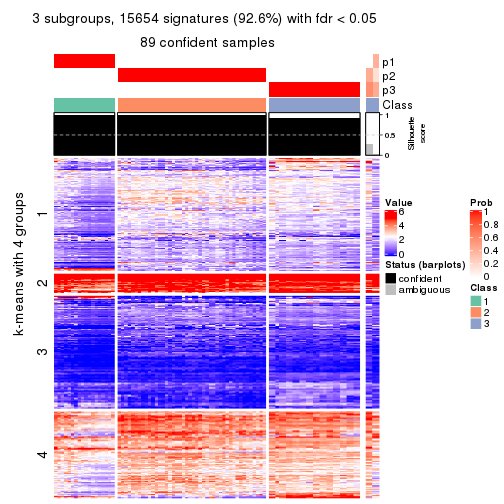 3 subgroups, 15654 signatures (92.6%) with fdr < 0.05
89 confident samples
p1
p2
p3
Class
1
0.5
0
Silhouette
score
k-means with 4 groups
1
2
3
4
Value
6
4
2
0
Status (barplots)
confident
ambiguous
Prob
1
0.8
0.6
0.4
0.2
0
Class
1
2
3